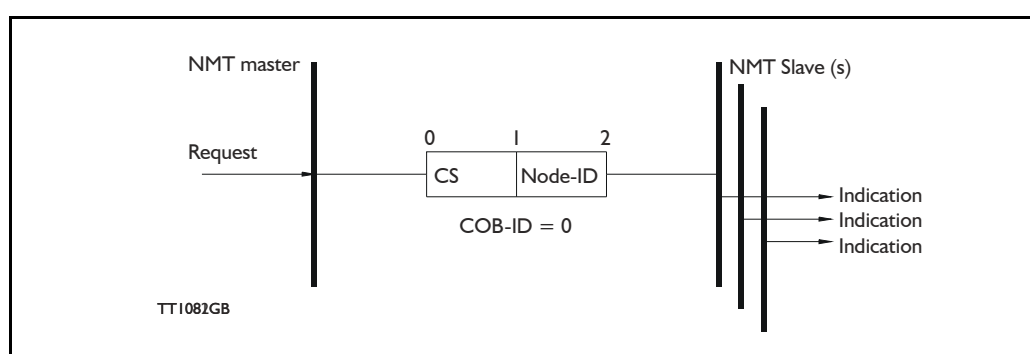 NMT master
NMT Slave (s)
0 1 2
Request
CS
Node-ID
COB-ID = 0
Indication
Indication
Indication
TT1082GB